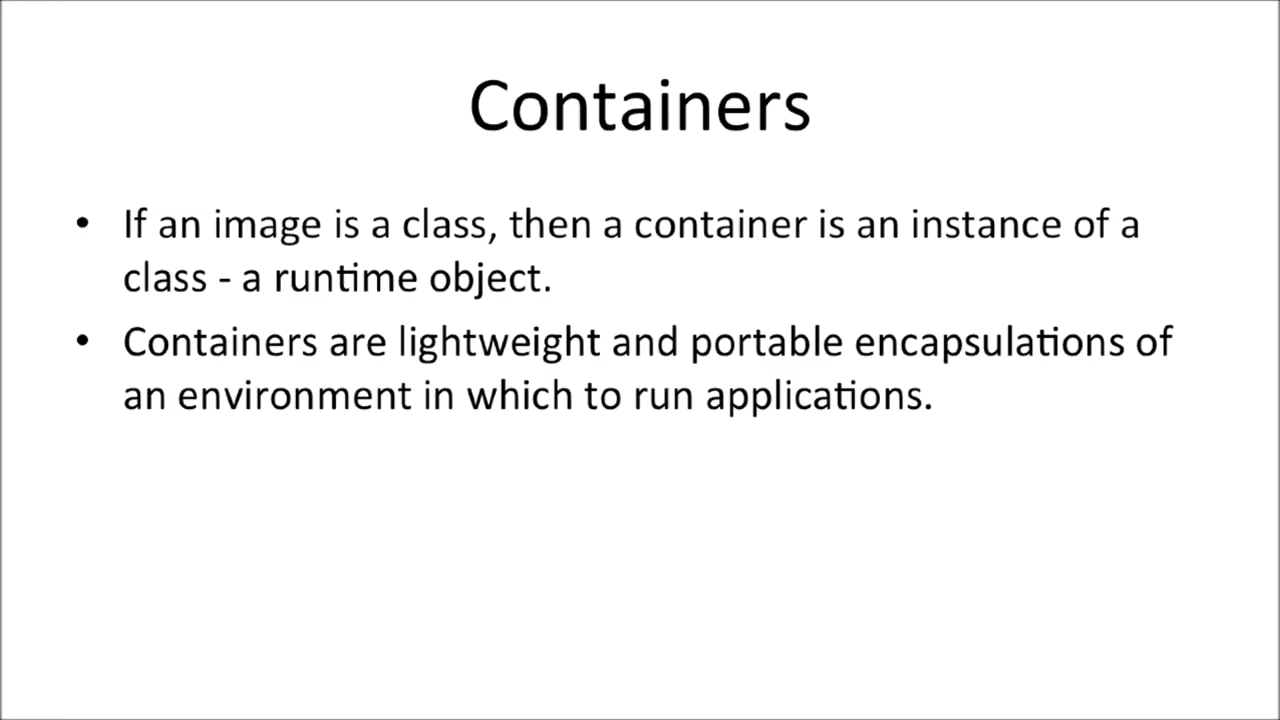 Containers
• If an image is a class, then a container is an instance of a
class - a runtime object.
• Containers are lightweight and portable encapsulations of
an environment in which to run applications.